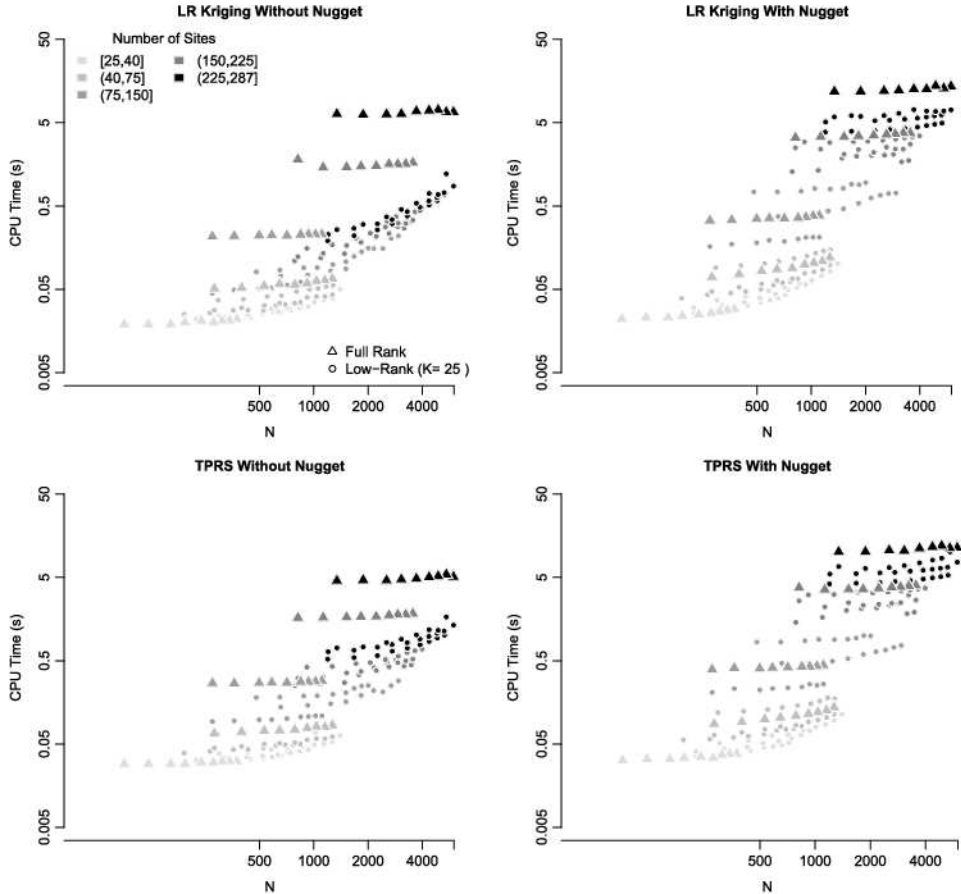 LR Kriging Without Nugget
Number of Sites
[25,40]
(40,75]
(75,150]
(150,225]
(225,287]
CPU Time (s)
50
5
0.5
0.05
0.005
Full Rank
Low−Rank (K= 25 )
500 1000 2000 4000
N
LR Kriging With Nugget
CPU Time (s)
50
5
0.5
0.05
0.005
500 1000 2000 4000
N
TPRS Without Nugget
CPU Time (s)
50
5
0.5
0.05
0.005
500 1000 2000 4000
N
TPRS With Nugget
CPU Time (s)
50
5
0.5
0.05
0.005
500 1000 2000 4000
N